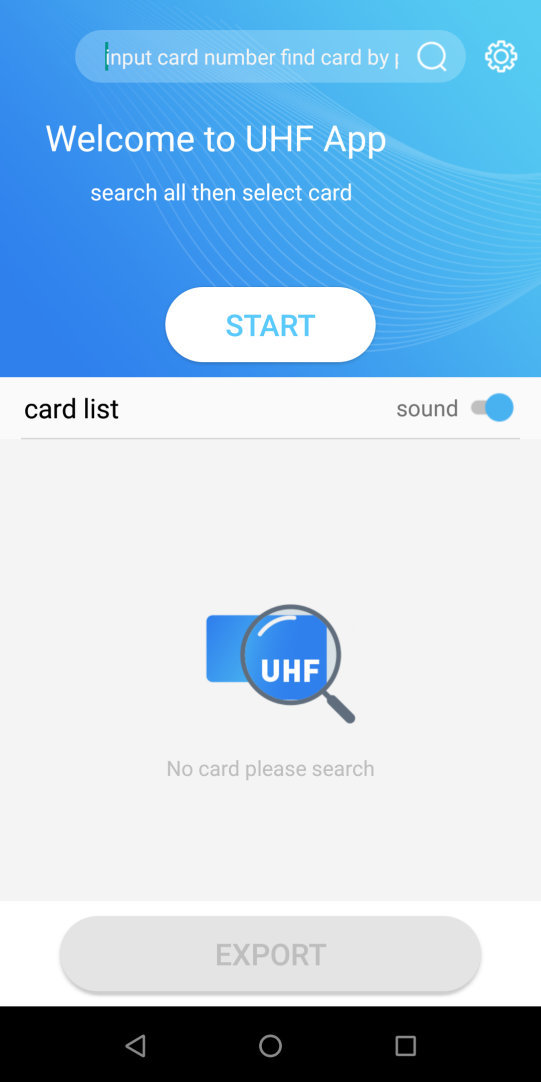 input card number find card by
Welcome to UHF App
search all then select card
START
card list
sound
UHF
No card please search
EXPORT